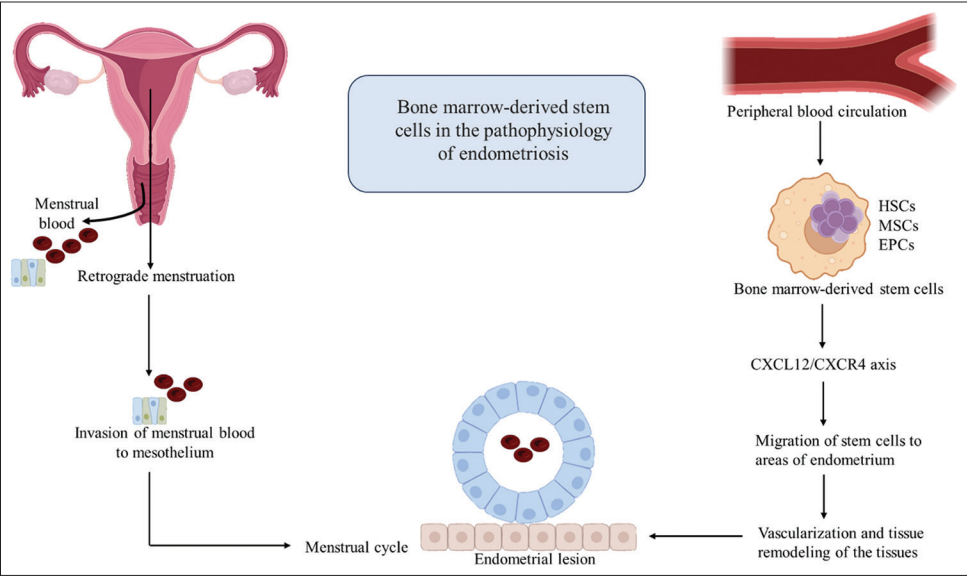 Bone marrow-derived stem
cells in the pathophysiology
of endometriosis
Menstrual
blood
Retrograde menstruation
Invasion of menstrual blood
to mesothelium
Menstrual cycle
Endometrial lesion
Peripheral blood circulation
HSCs
MSCs
EPCs
Bone marrow-derived stem cells
CXCL12/CXCR4 axis
Migration of stem cells to
areas of endometrium
Vascularization and tissue
remodeling of the tissues